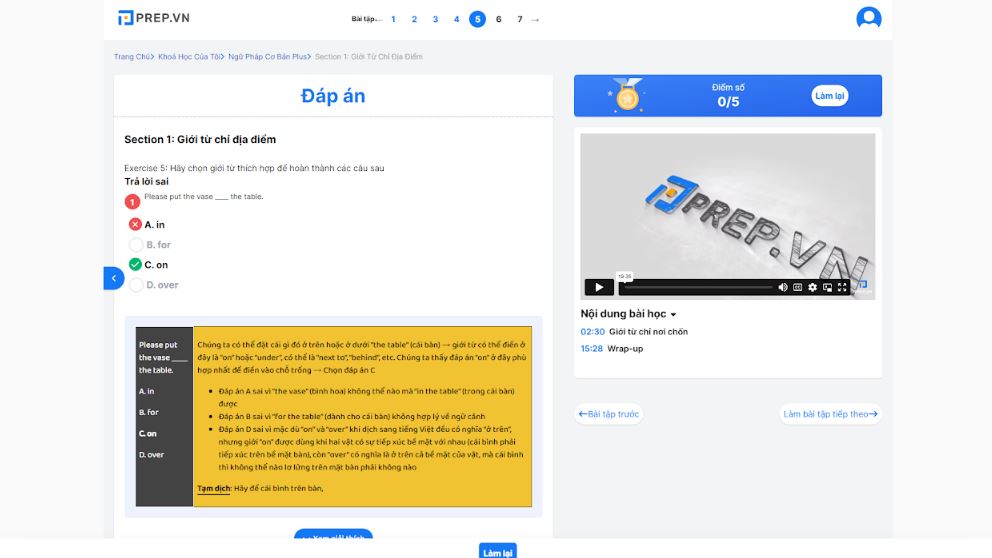 PREP.VN
Bài tập... 1 2 3 4 5 6 7 →
Trang Chủ> Khoá Học Của Tôi> Ngữ Pháp Cơ Bản Plus> Section 1: Giới Từ Chỉ Địa Điểm
Đáp án
Section 1: Giới từ chỉ địa điểm
Exercise 5: Hãy chọn giới từ thích hợp để hoàn thành các câu sau
Trả lời sai
1 Please put the vase ____ the table.
A. in
B. for
C. on
D. over
Please put
the vase ____
the table.
A. in
B. for
C. on
D. over
Chúng ta có thể đặt cái gì đó ở trên hoặc ở dưới "the table" (cái bàn) → giới từ có thể điền ở
đây là "on" hoặc "under", có thể là "next to", "behind", etc. Chúng ta thấy đáp án "on" ở đây phù
hợp nhất để điền vào chỗ trống → Chọn đáp án C
• Đáp án A sai vì "the vase" (bình hoa) không thể nào mà "in the table" (trong cái bàn)
được
• Đáp án B sai vì "for the table" (dành cho cái bàn) không hợp lý về ngữ cảnh
• Đáp án D sai vì mặc dù "on" và "over" khi dịch sang tiếng Việt đều có nghĩa "ở trên",
nhưng giới "on" được dùng khi hai vật có sự tiếp xúc bề mặt với nhau (cái bình phải
tiếp xúc trên bề mặt bàn), còn "over" có nghĩa là ở trên cả bề mặt của vật, mà cái bình
thì không thể nào lơ lửng trên mặt bàn phải không nào
Tạm dịch: Hãy để cái bình trên bàn,
Xem giải thích
Điểm số
0/5
Làm lại
PREP.VN
19:35
Nội dung bài học
02:30 Giới từ chỉ nơi chốn
15:28 Wrap-up
←Bài tập trước
Làm bài tập tiếp theo→
Làm lại